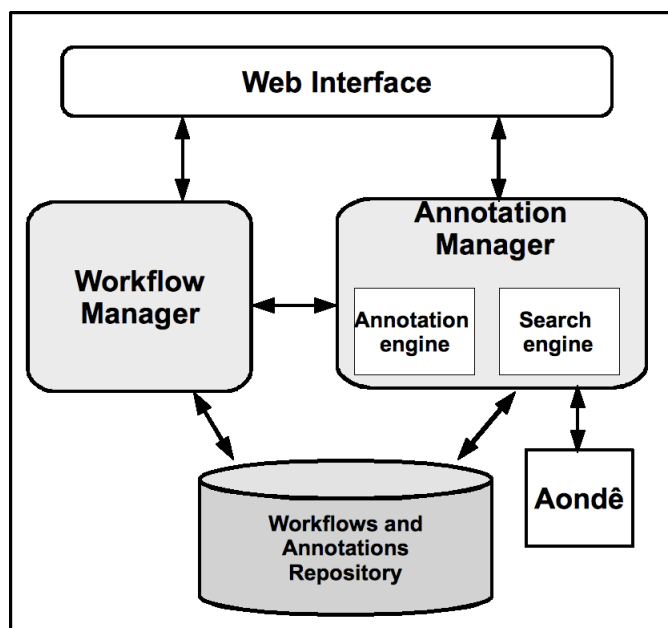 Web Interface
Annotation
Manager
Workflow
Manager
Annotation
engine
Search
engine
Aondê
Workflows and
Annotations
Repository